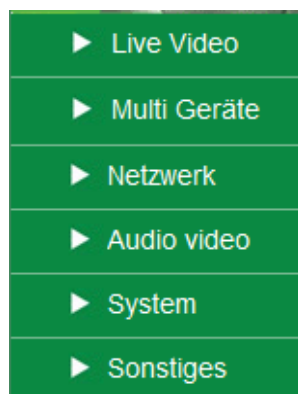 Live Video
Multi Geräte
Netzwerk
Audio video
System
Sonstiges